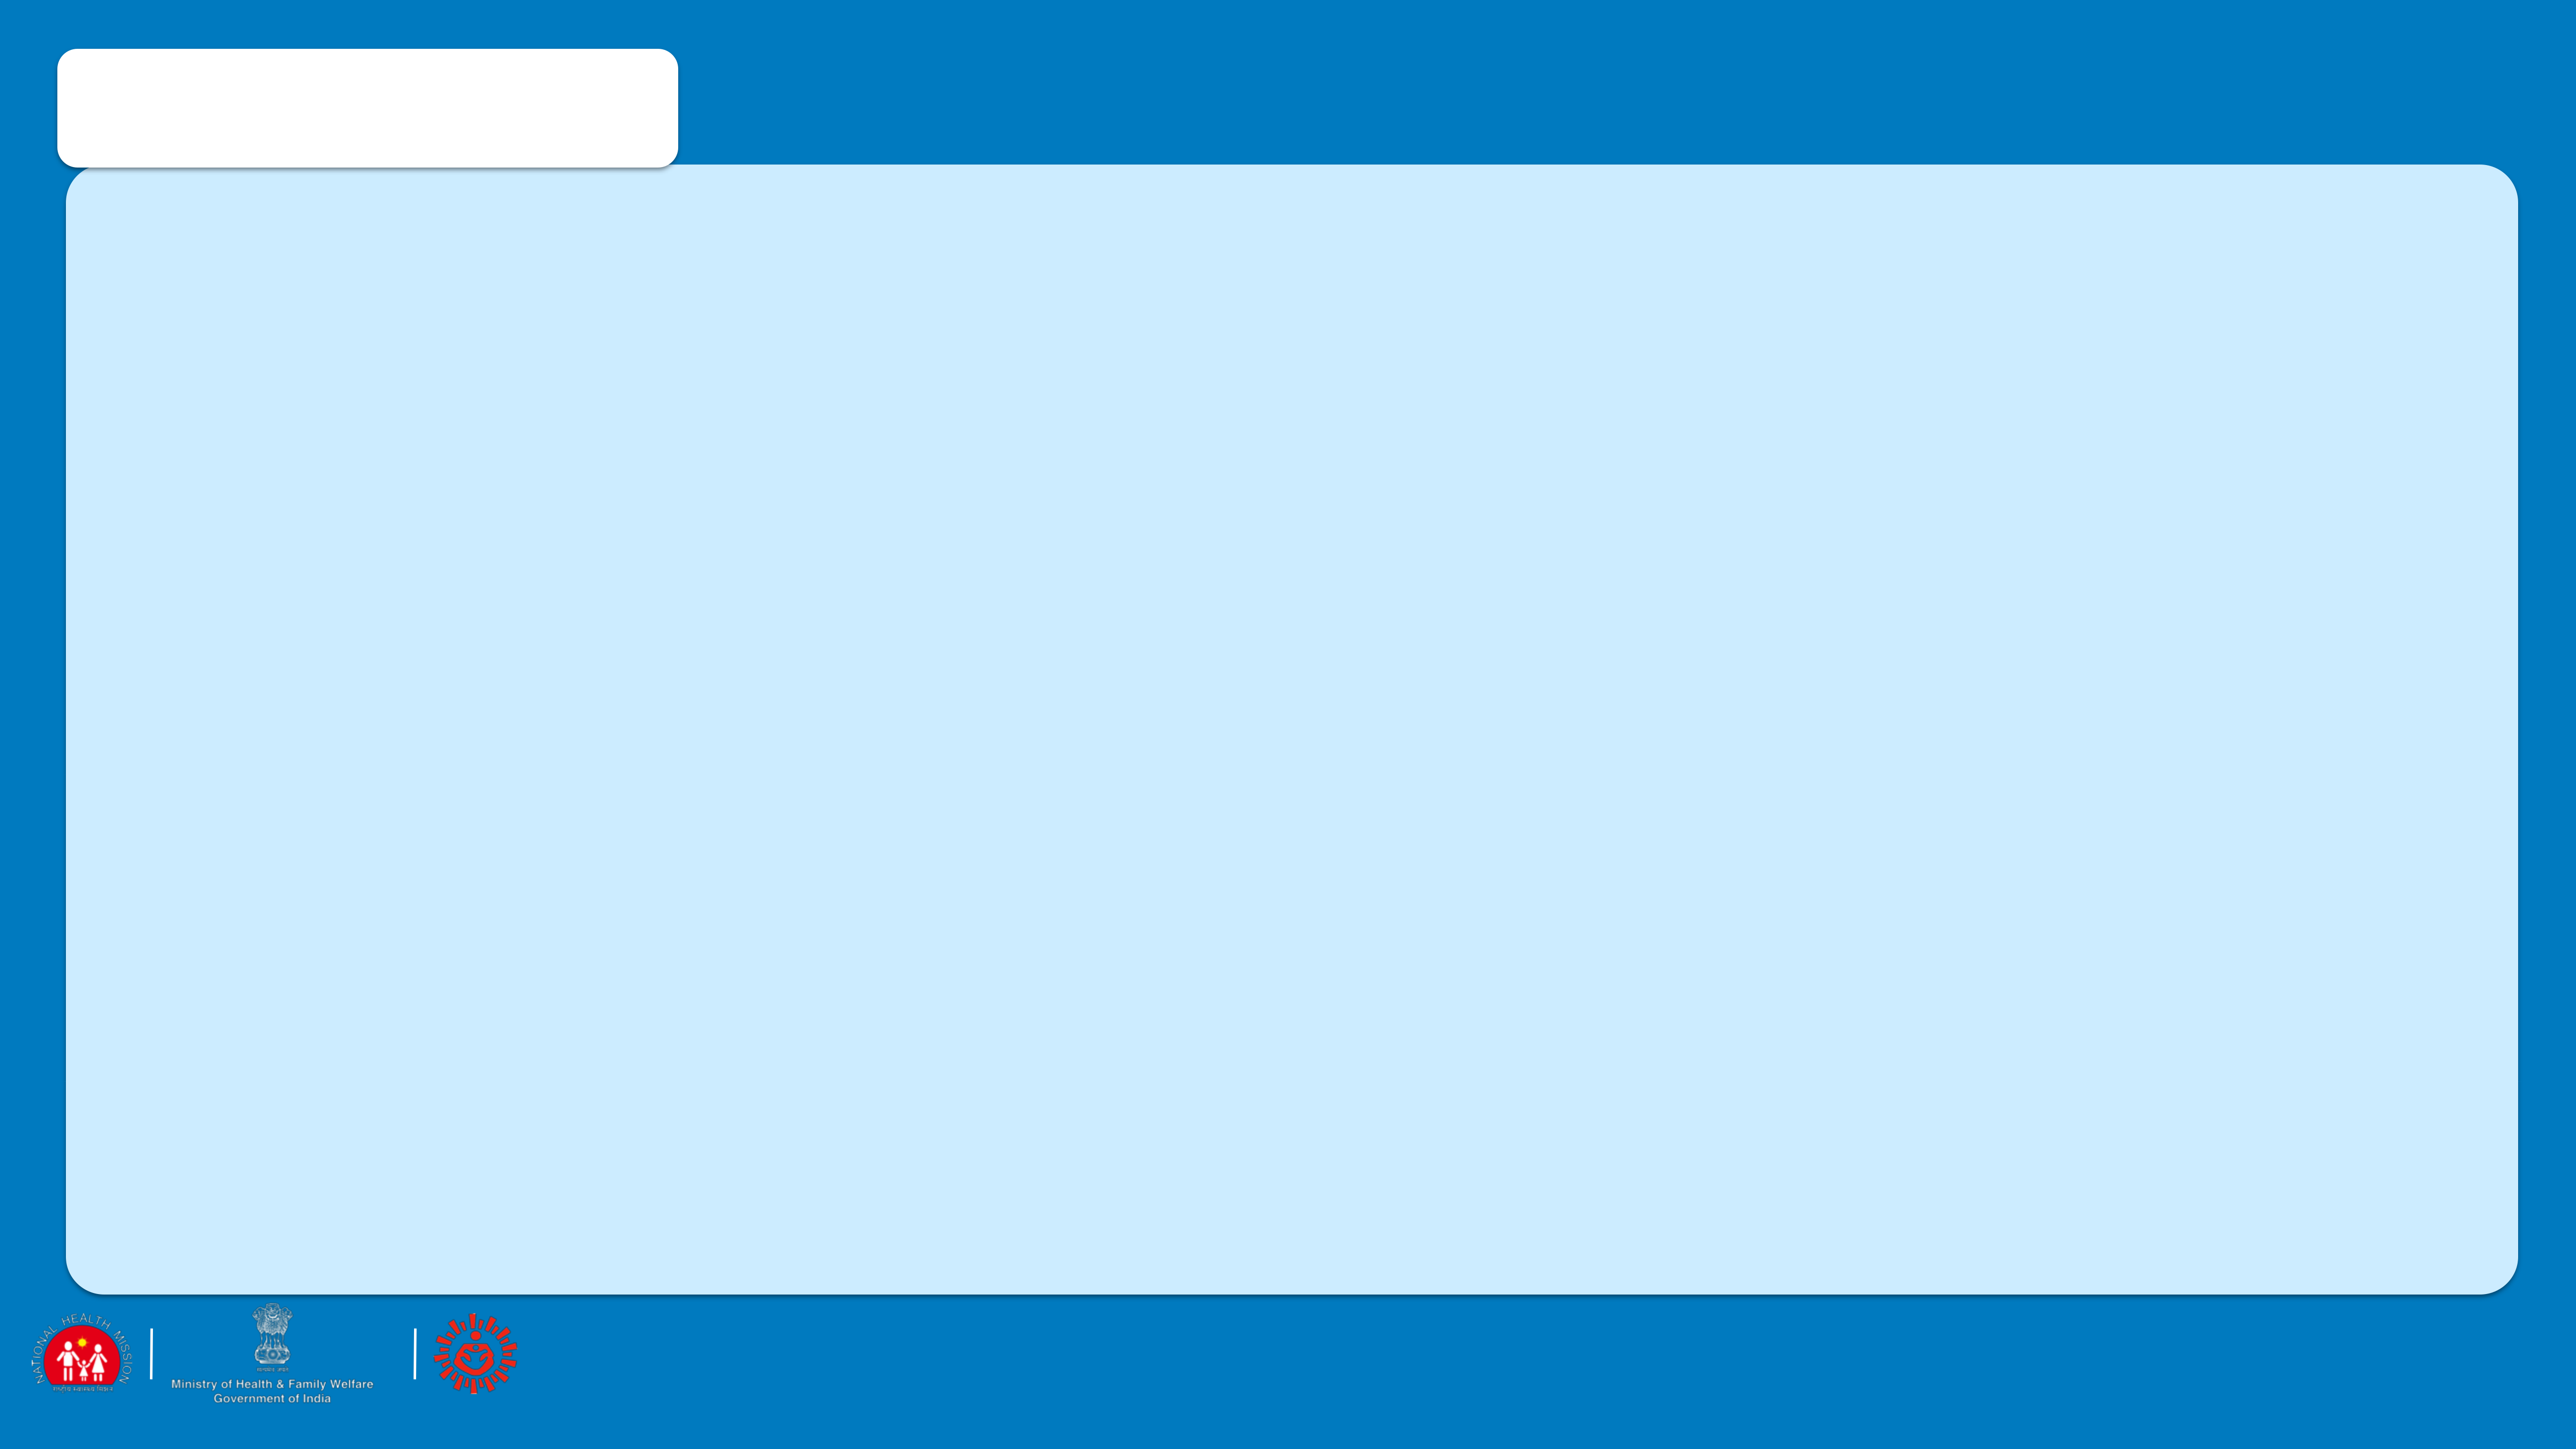 NATIONAL HEALTH MISSION
Ministry of Health & Family Welfare
Government of India